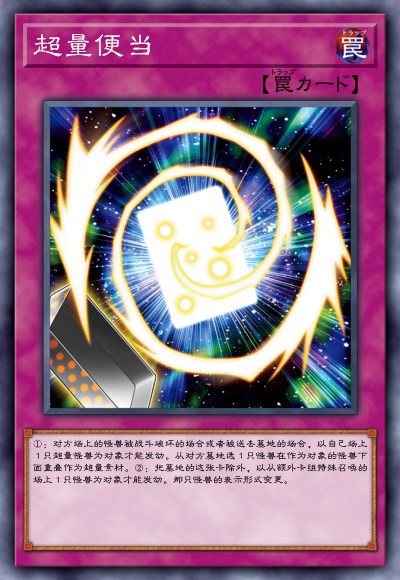 超量便当
トラップ
罠
トラップ
【罠カード】
①：对方场上的怪兽被战斗破坏的场合或者被送去墓地的场合，以自己场上
1只超量怪兽为对象才能发动。从对方墓地选1只怪兽在作为对象的怪兽下
面重叠作为超量素材。②：把墓地的这张卡除外，以从额外卡组特殊召唤的
场上1只怪兽为对象才能发动。那只怪兽的表示形式变更。